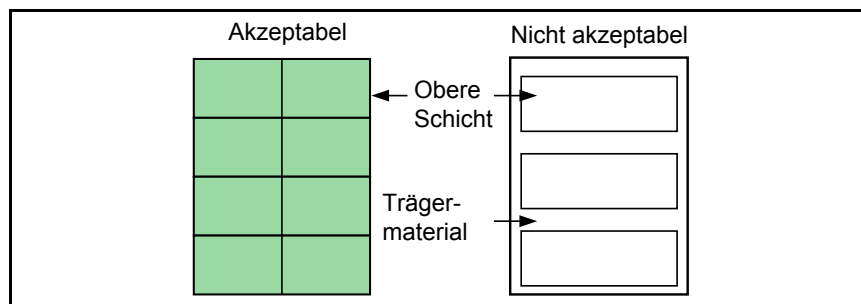 Akzeptabel
Nicht akzeptabel
Obere
Schicht
Träger-
material